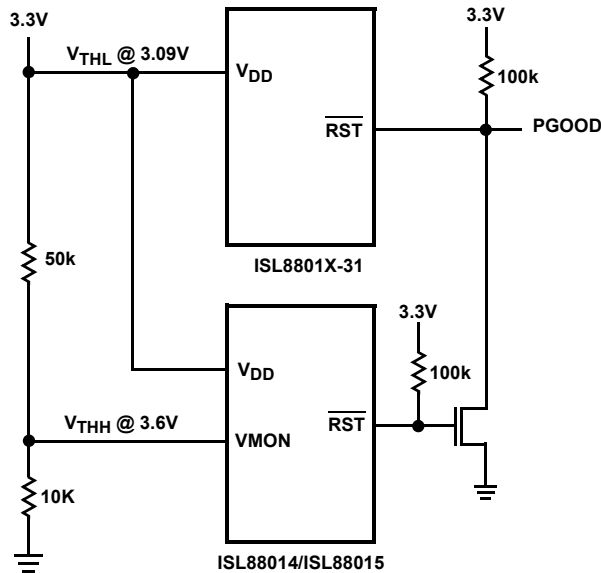 3.3V
V_THL @ 3.09V
V_DD
RST
3.3V
100k
PGOOD
ISL8801X-31
50k
3.3V
100k
V_DD
V_THH @ 3.6V
VMON
RST
10K
ISL88014/ISL88015